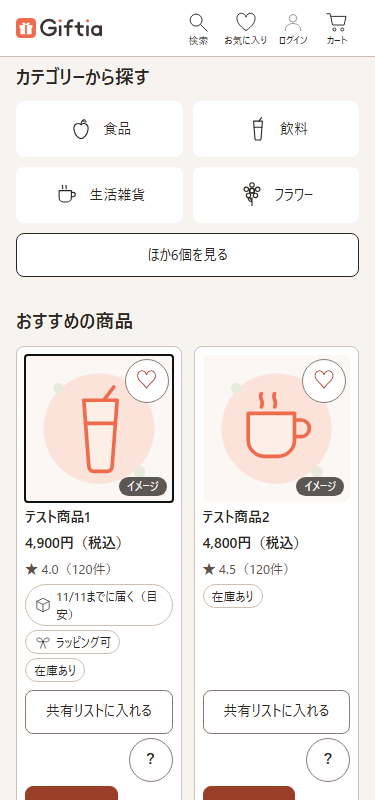 Giftia
検索
お気に入り
ログイン
カート
カテゴリーから探す
食品
飲料
生活雑貨
フラワー
ほか6個を見る
おすすめの商品
イメージ
テスト商品1
4,900円（税込）
★ 4.0（120件）
11/11までに届く（目
安）
ラッピング可
在庫あり
共有リストに入れる
?
イメージ
テスト商品2
4,800円（税込）
★ 4.5（120件）
在庫あり
共有リストに入れる
?